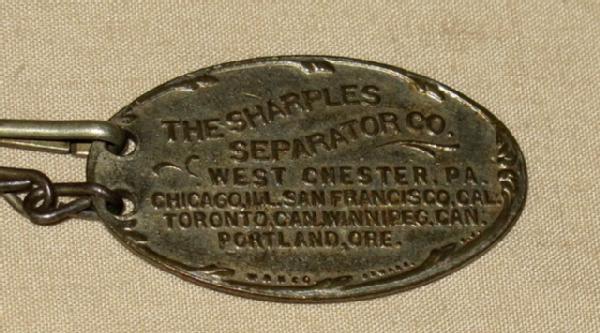 THE SHARPLES
SEPARATOR CO.
WEST CHESTER, PA.
CHICAGO, ILL. SAN FRANCISCO, CAL.
TORONTO, CAN. WINNIPEG, CAN.
PORTLAND, ORE.